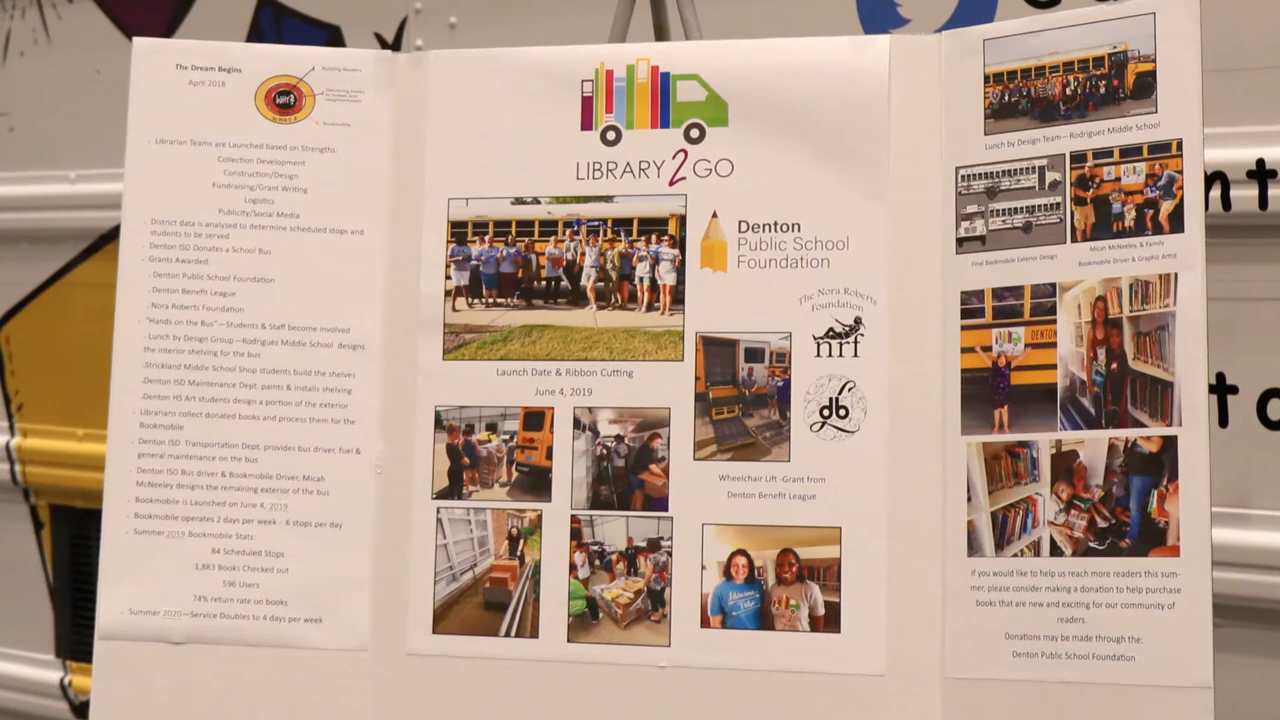 The Dream Begins
April 2018
Building Readers
Delivering books
to homes and
neighborhoods
Bookmobile
WHY?
- Librarian Teams are Launched based on Strengths:
Collection Development
Construction/Design
Fundraising/Grant Writing
Logistics
Publicity/Social Media
- District data is analyzed to determine scheduled stops and
students to be served
- Denton ISD Donates a School Bus
- Grants Awarded:
- Denton Public School Foundation
- Denton Benefit League
- Nora Roberts Foundation
- "Hands on the Bus"—Students & Staff become involved
- Lunch by Design Group—Rodriguez Middle School designs
the interior shelving for the bus
-Strickland Middle School Shop students build the shelves
-Denton ISD Maintenance Dept. paints & installs shelving
-Denton HS Art students design a portion of the exterior
- Librarians collect donated books and process them for the
Bookmobile
- Denton ISD Transportation Dept. provides bus driver, fuel &
general maintenance on the bus
- Denton ISD Bus driver & Bookmobile Driver, Micah
McNeeley designs the remaining exterior of the bus
- Bookmobile is Launched on June 4, 2019
- Bookmobile operates 2 days per week - 6 stops per day
- Summer 2019 Bookmobile Stats:
84 Scheduled Stops
1,883 Books Checked out
596 Users
74% return rate on books
- Summer 2020—Service Doubles to 4 days per week
LIBRARY2GO
Denton
Public School
Foundation
The Nora Roberts
Foundation
nrf
db
Launch Date & Ribbon Cutting
June 4, 2019
Wheelchair Lift -Grant from
Denton Benefit League
Lunch by Design Team—Rodriguez Middle School
Final Bookmobile Exterior Design
Micah McNeeley, & Family
Bookmobile Driver & Graphic Artist
DENTON
If you would like to help us reach more readers this sum-
mer, please consider making a donation to help purchase
books that are new and exciting for our community of
readers.
Donations may be made through the:
Denton Public School Foundation